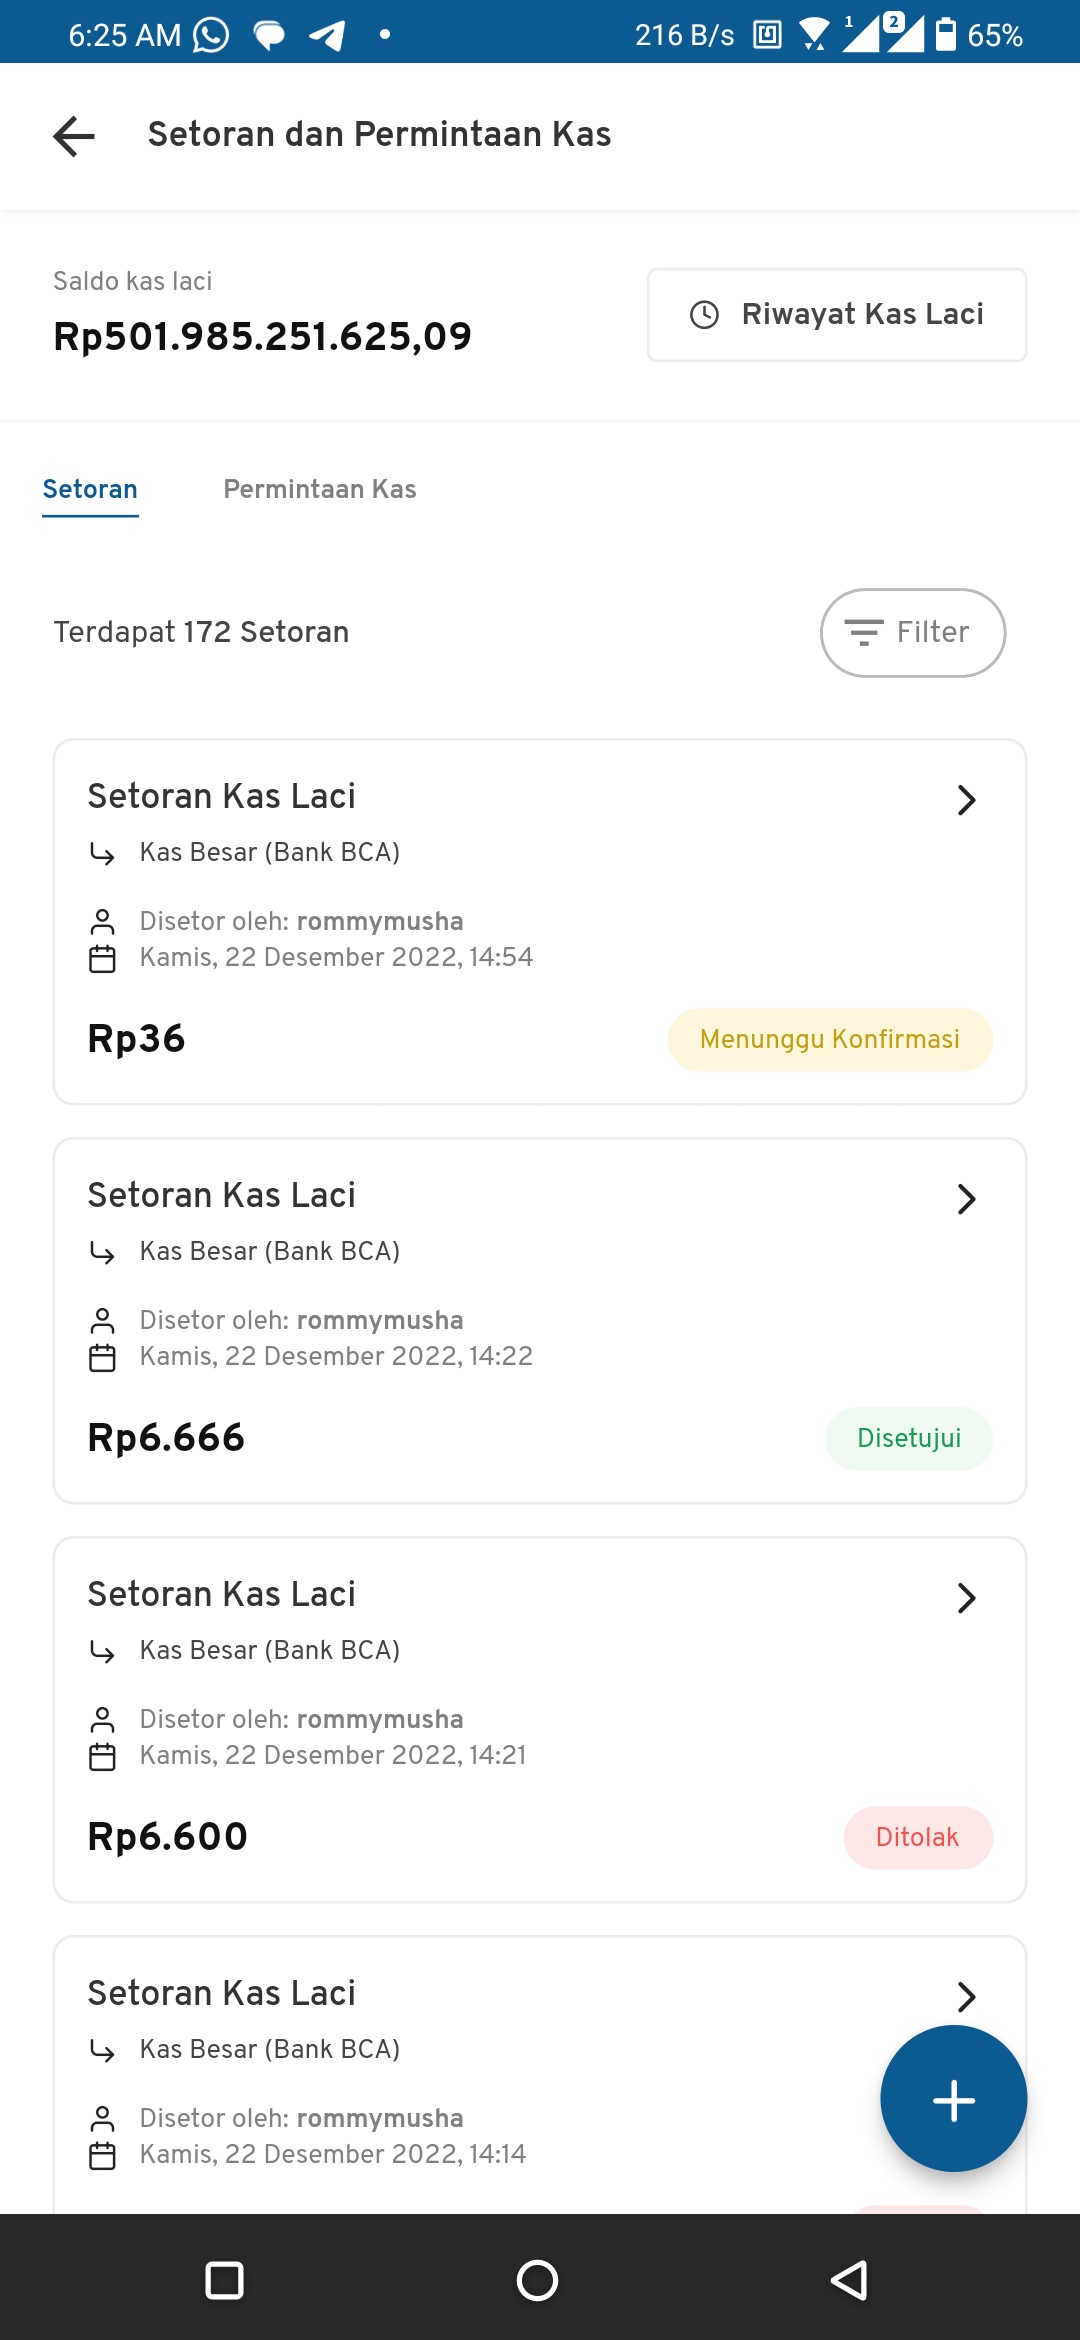 6:25 AM
216 B/s
1
2
65%
Setoran dan Permintaan Kas
Saldo kas laci
Rp501.985.251.625,09
Riwayat Kas Laci
Setoran
Permintaan Kas
Terdapat 172 Setoran
Filter
Setoran Kas Laci
Kas Besar (Bank BCA)
Disetor oleh: rommymusha
Kamis, 22 Desember 2022, 14:54
Rp36
Menunggu Konfirmasi
Setoran Kas Laci
Kas Besar (Bank BCA)
Disetor oleh: rommymusha
Kamis, 22 Desember 2022, 14:22
Rp6.666
Disetujui
Setoran Kas Laci
Kas Besar (Bank BCA)
Disetor oleh: rommymusha
Kamis, 22 Desember 2022, 14:21
Rp6.600
Ditolak
Setoran Kas Laci
Kas Besar (Bank BCA)
Disetor oleh: rommymusha
Kamis, 22 Desember 2022, 14:14